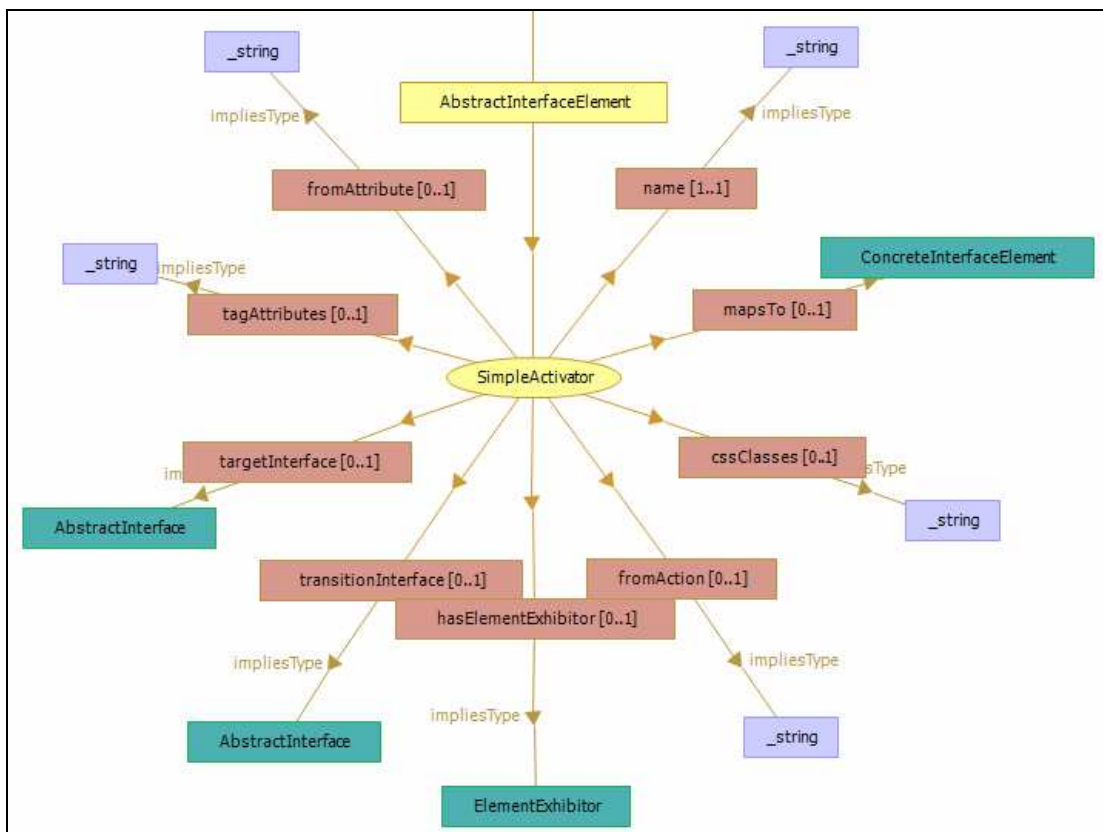 _string
_string
AbstractInterfaceElement
impliesType
impliesType
fromAttribute [0..1]
name [1..1]
_string
impliesType
ConcreteInterfaceElement
tagAttributes [0..1]
mapsTo [0..1]
SimpleActivator
targetInterface [0..1]
cssClasses [0..1]
AbstractInterface
_string
transitionInterface [0..1]
fromAction [0..1]
hasElementExhibitor [0..1]
impliesType
impliesType
impliesType
AbstractInterface
_string
ElementExhibitor